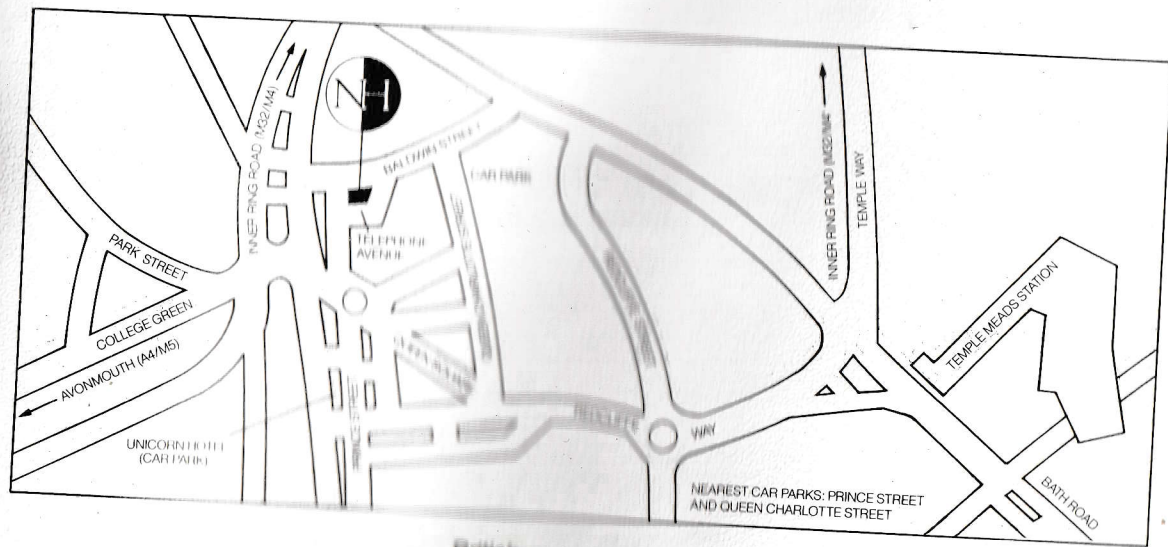 INNER RING ROAD (M32/M4)
NH
BALDWIN STREET
CAR PARK
TELEPHONE
AVENUE
PARK STREET
COLLEGE GREEN
AVONMOUTH (A4/M5)
UNICORN HOTEL
(CAR PARK)
PRINCE STREET
REDCLIFFE
WAY
INNER RING ROAD (M32/M4)
TEMPLE WAY
TEMPLE MEADS STATION
BATH ROAD
NEAREST CAR PARKS: PRINCE STREET
AND QUEEN CHARLOTTE STREET